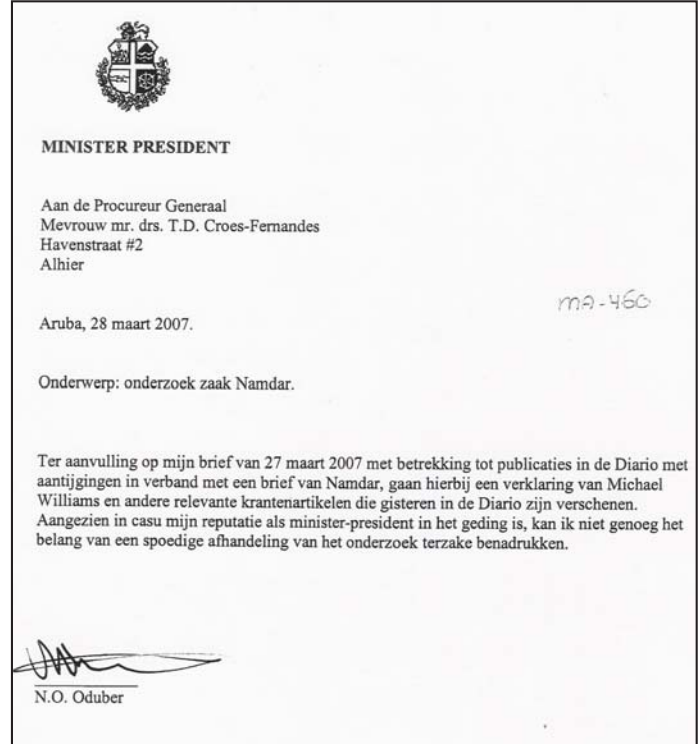 MINISTER PRESIDENT
Aan de Procureur Generaal
Mevrouw mr. drs. T.D. Croes-Fernandes
Havenstraat #2
Alhier
MA-460
Aruba, 28 maart 2007.
Onderwerp: onderzoek zaak Namdar.
Ter aanvulling op mijn brief van 27 maart 2007 met betrekking tot publicaties in de Diario met
aantijgingen in verband met een brief van Namdar, gaan hierbij een verklaring van Michael
Williams en andere relevante krantenartikelen die gisteren in de Diario zijn verschenen.
Aangezien in casu mijn reputatie als minister-president in het geding is, kan ik niet genoeg het
belang van een spoedige afhandeling van het onderzoek terzake benadrukken.
N.O. Oduber